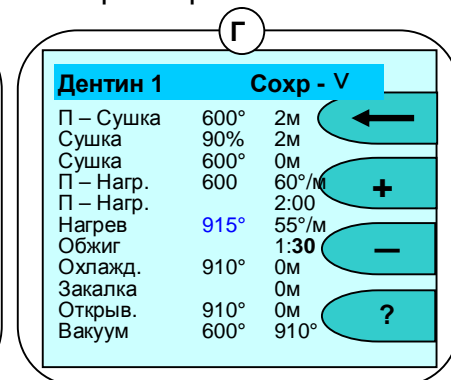 Г
Дентин 1 Сохр - V
П – Сушка 600° 2м
Сушка 90% 2м
Сушка 600° 0м
П – Нагр. 600 60°/м
П – Нагр. 2:00
Нагрев 915° 55°/м
Обжиг 1:30
Охлажд. 910° 0м
Закалка 0м
Открыв. 910° 0м
Вакуум 600° 910°
+
–
?